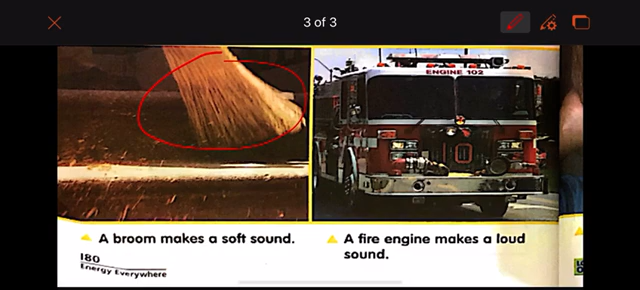 3 of 3
ENGINE 102
A broom makes a soft sound.
A fire engine makes a loud
sound.
180
Energy Everywhere